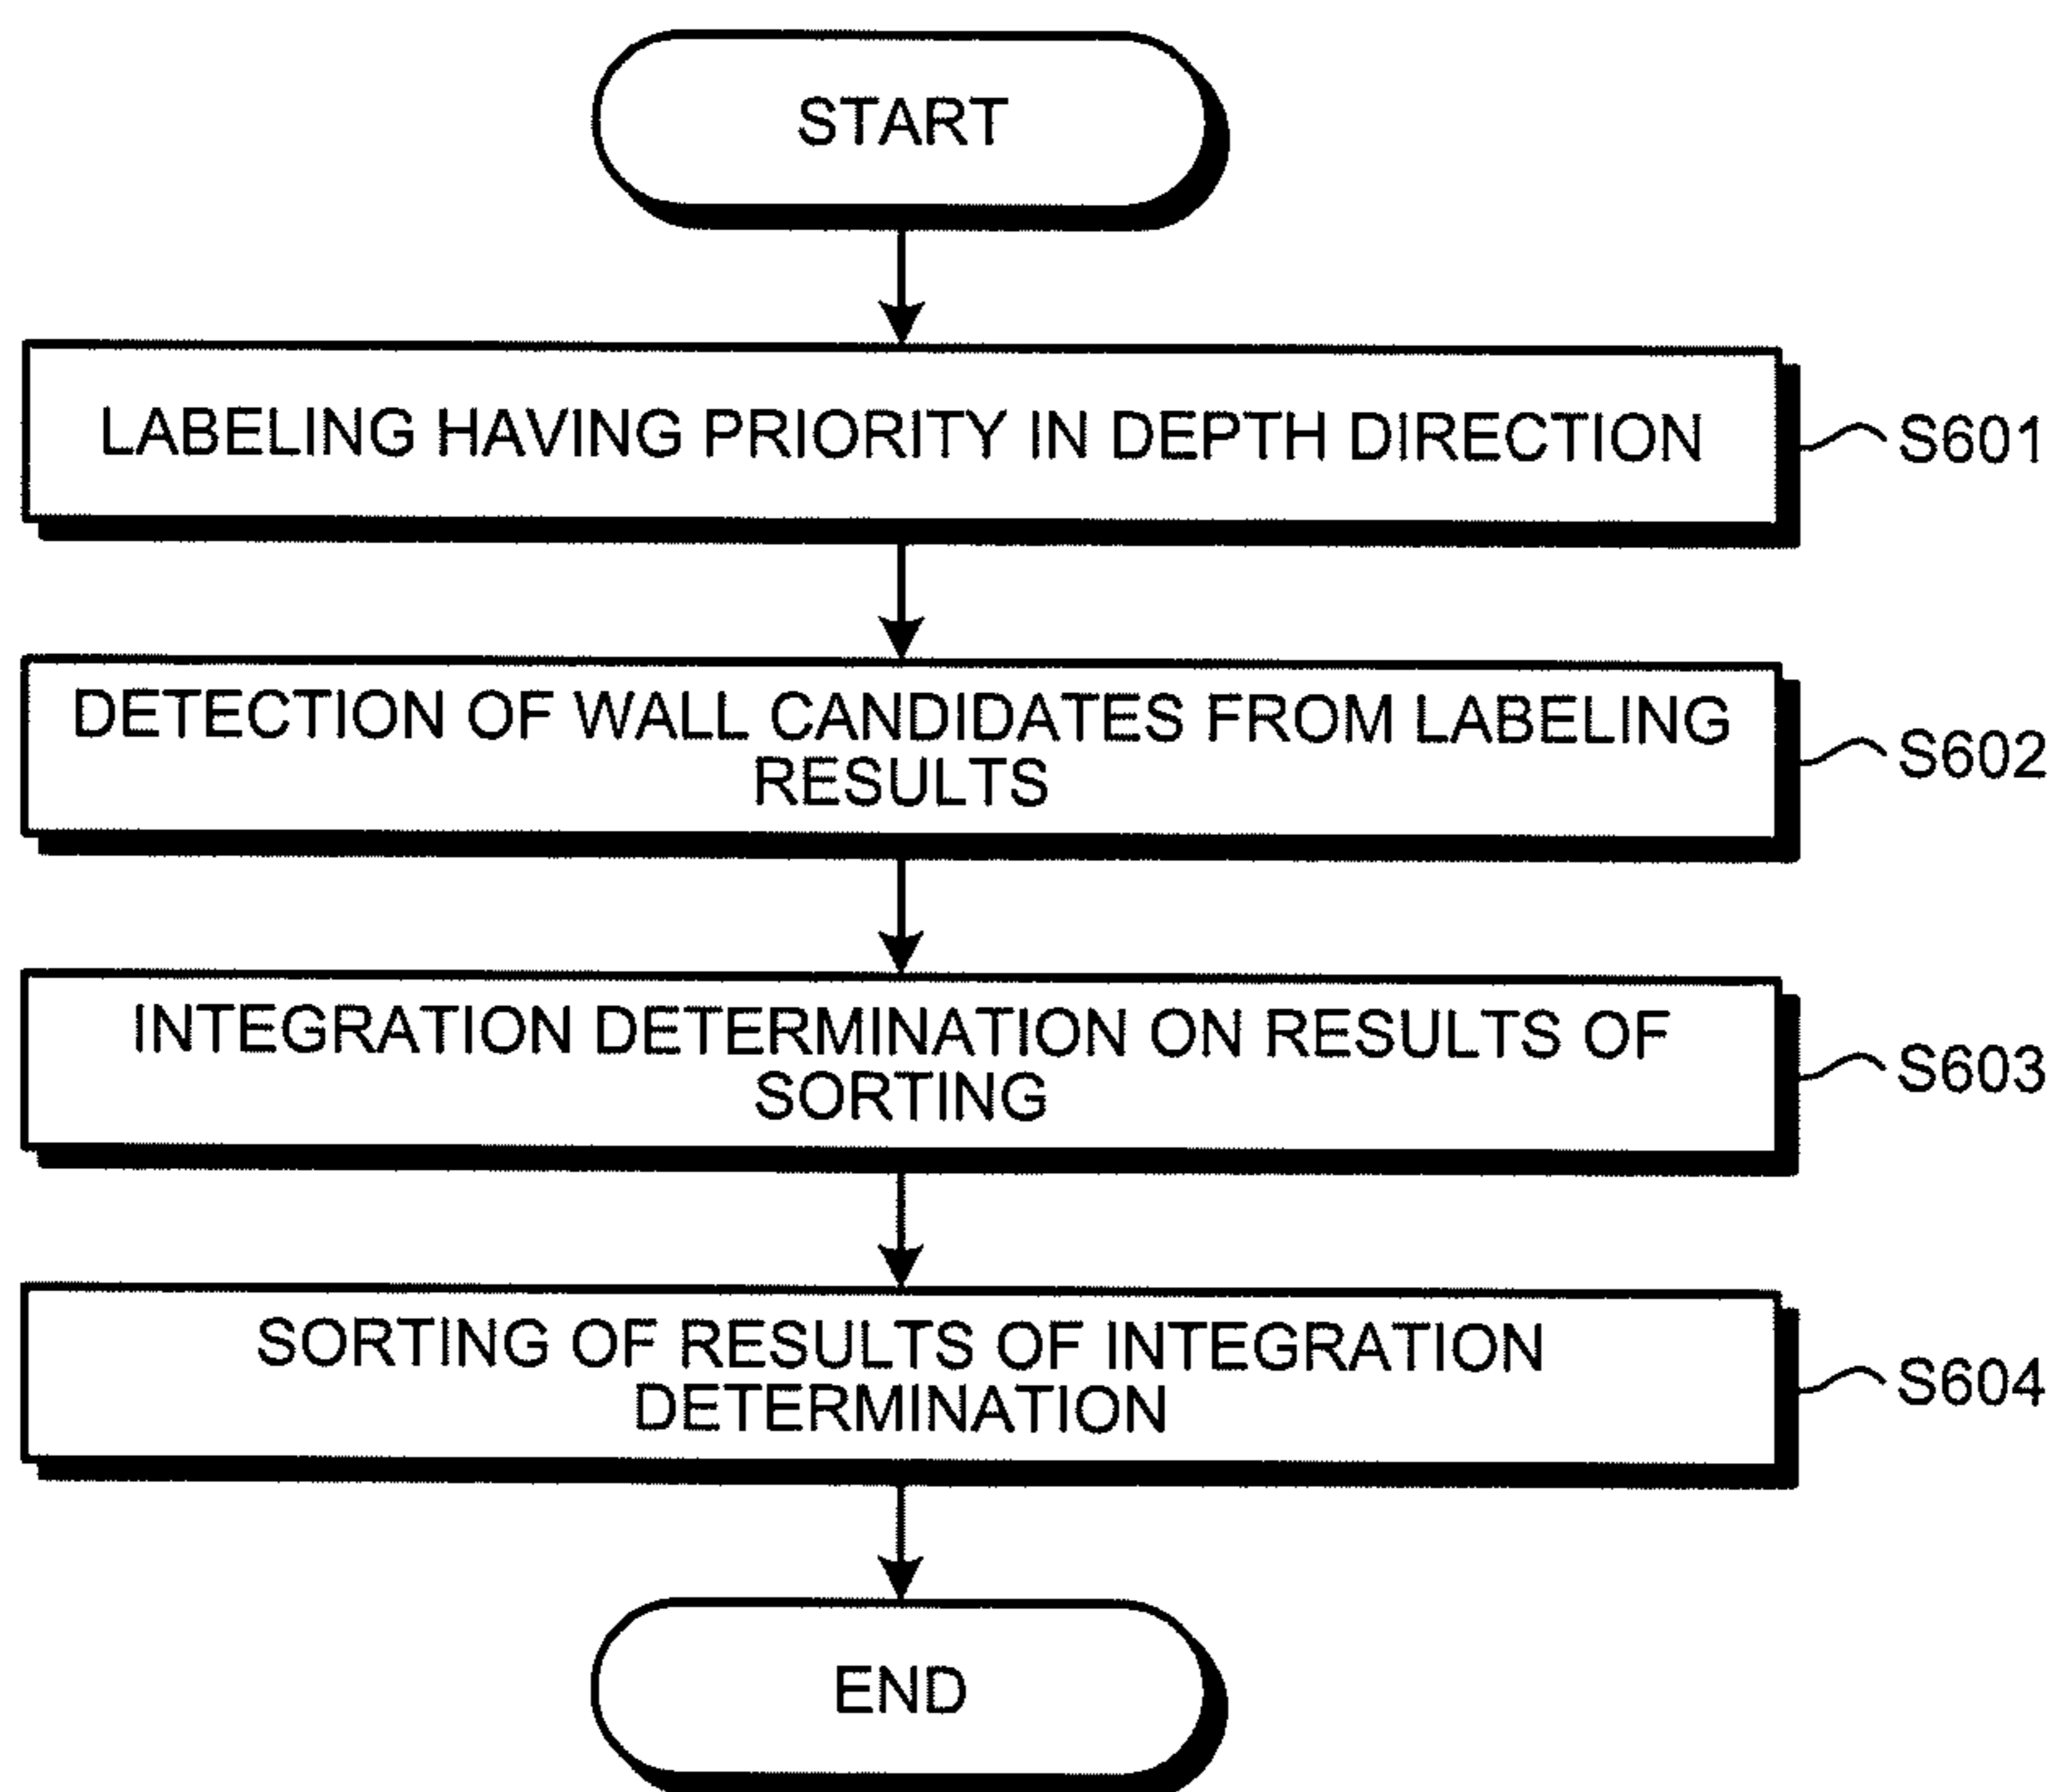 START
LABELING HAVING PRIORITY IN DEPTH DIRECTION
S601
DETECTION OF WALL CANDIDATES FROM LABELING
RESULTS
S602
INTEGRATION DETERMINATION ON RESULTS OF
SORTING
S603
SORTING OF RESULTS OF INTEGRATION
DETERMINATION
S604
END